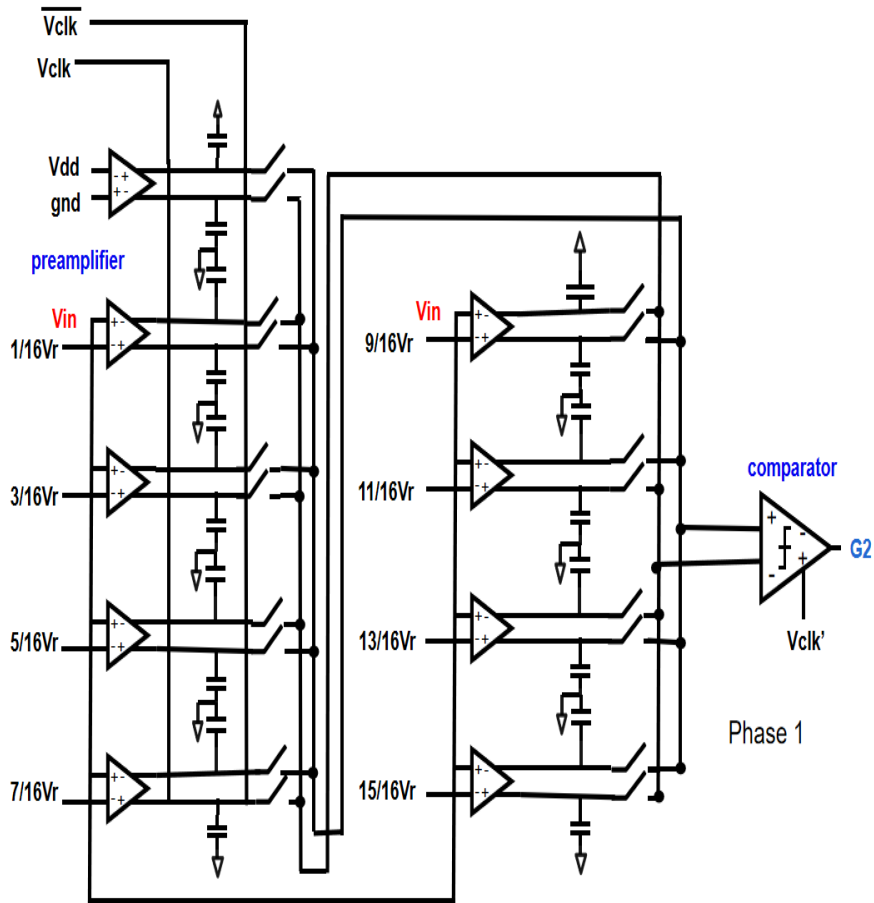 Vclk
Vclk
Vdd
gnd
-+
+-
preamplifier
Vin
+-
1/16Vr
-+
+-
3/16Vr
-+
+-
5/16Vr
-+
+-
7/16Vr
-+
Vin
+-
9/16Vr
-+
+-
11/16Vr
-+
+-
13/16Vr
-+
+-
15/16Vr
-+
comparator
+
-
-
+
G2
Vclk'
Phase 1